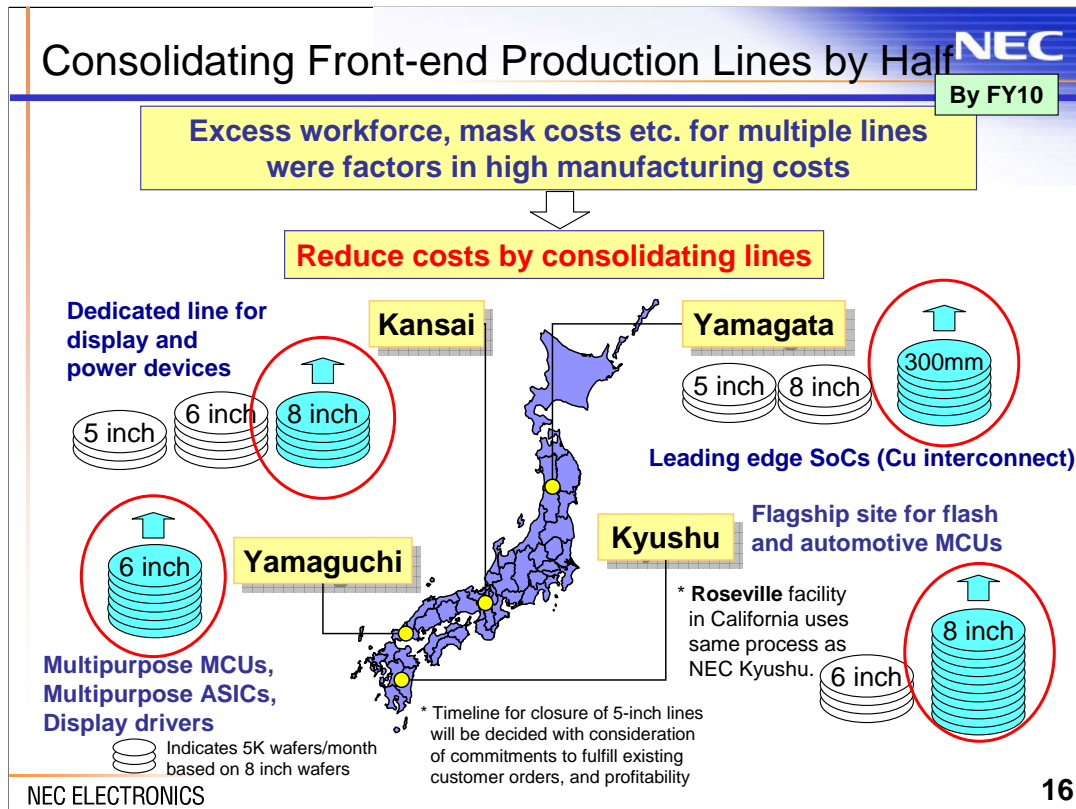 Consolidating Front-end Production Lines by Half
NEC
By FY10
Excess workforce, mask costs etc. for multiple lines
were factors in high manufacturing costs
Reduce costs by consolidating lines
Dedicated line for
display and
power devices
Kansai
Yamagata
5 inch
6 inch
8 inch
5 inch
8 inch
300mm
Leading edge SoCs (Cu interconnect)
6 inch
Yamaguchi
Kyushu
Flagship site for flash
and automotive MCUs
* Roseville facility
in California uses
same process as
NEC Kyushu.
6 inch
8 inch
Multipurpose MCUs,
Multipurpose ASICs,
Display drivers
Indicates 5K wafers/month
based on 8 inch wafers
* Timeline for closure of 5-inch lines
will be decided with consideration
of commitments to fulfill existing
customer orders, and profitability
NEC ELECTRONICS
16